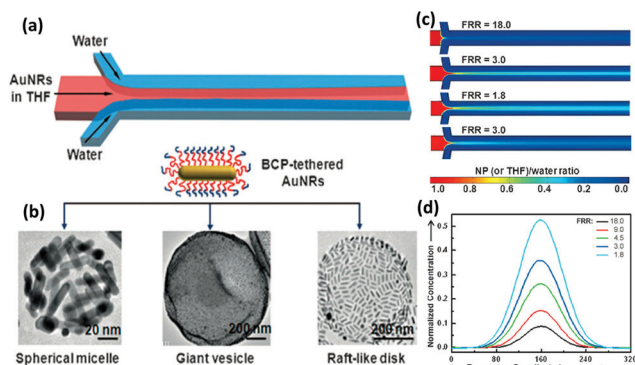 (a)
Water
AuNRs
in THF
Water
BCP-tethered
AuNRs
(b)
20 nm
200 nm
200 nm
Spherical micelle
Giant vesicle
Raft-like disk
(c)
FRR = 18.0
FRR = 3.0
FRR = 1.8
FRR = 3.0
1.0
0.8
0.6
0.4
0.2
0.0
NP (or THF)/water ratio
(d)
Normalized Concentration
0.5
0.4
0.3
0.2
0.1
0.0
FRR:
18.0
9.0
4.5
3.0
1.8
0
80
160
240
320